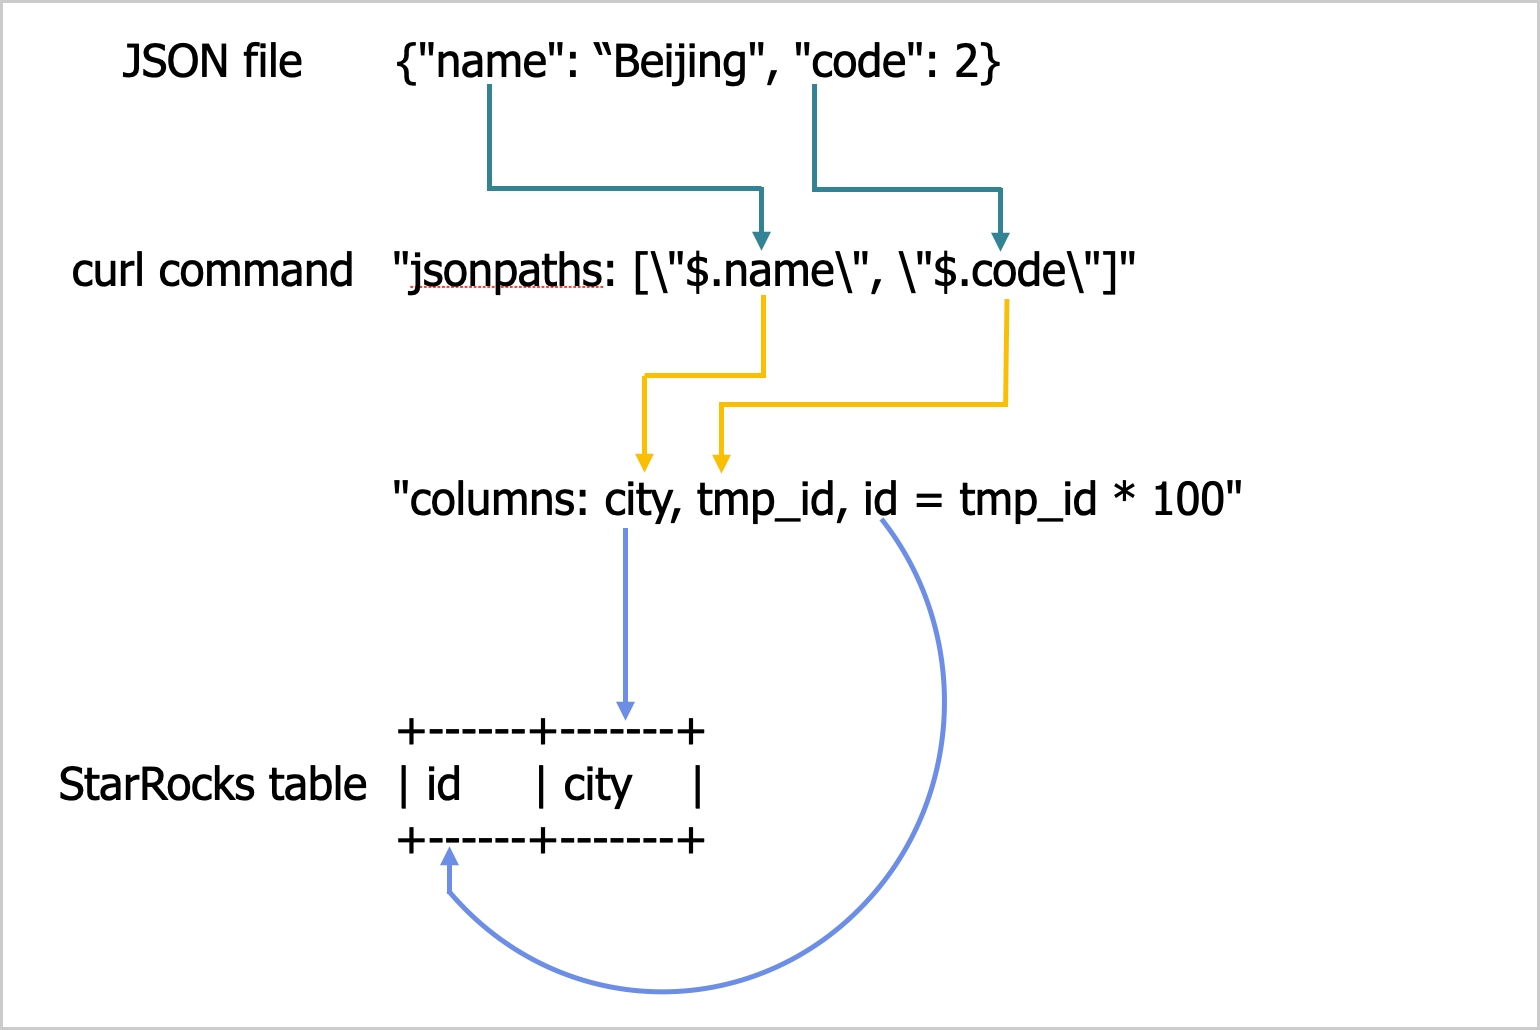 JSON file {"name": “Beijing", "code": 2}
curl command "jsonpaths: [\"$.name\", \"$.code\"]"
"columns: city, tmp_id, id = tmp_id * 100"
+------+-------+
StarRocks table | id | city |
+------+-------+